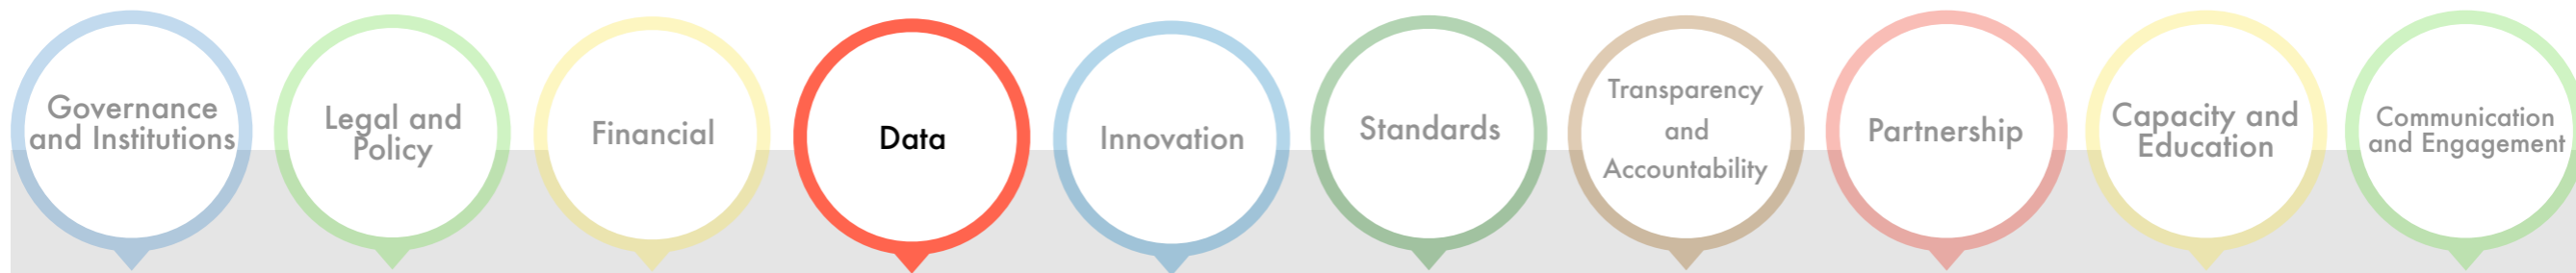 Governance
and Institutions
Legal and
Policy
Financial
Data
Innovation
Standards
Transparency
and
Accountability
Partnership
Capacity and
Education
Communication
and Engagement